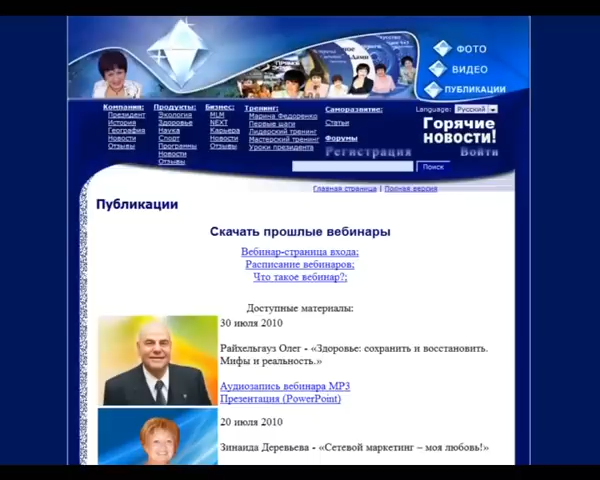 ФОТО
ВИДЕО
ПУБЛИКАЦИИ
Компания: Продукты: Бизнес: Тренинг: Саморазвитие: Language: Русский
Президент Экология MLM Марина Федоренко Статьи
История Здоровье NEXT Первые шаги
География Наука Карьера Лидерский тренинг
Новости Спорт Новости Мастерский тренинг Форумы
Отзывы Программы Отзывы Уроки президента
Новости
Отзывы
Горячие
новости!
Регистрация Войти
Поиск
Главная страница | Полная версия
Публикации
Скачать прошлые вебинары
Вебинар-страница входа;
Расписание вебинаров;
Что такое вебинар?;
Доступные материалы:
30 июля 2010
Райхельгауз Олег - «Здоровье: сохранить и восстановить.
Мифы и реальность.»
Аудиозапись вебинара MP3
Презентация (PowerPoint)
20 июля 2010
Зинаида Деревьева - «Сетевой маркетинг – моя любовь!»